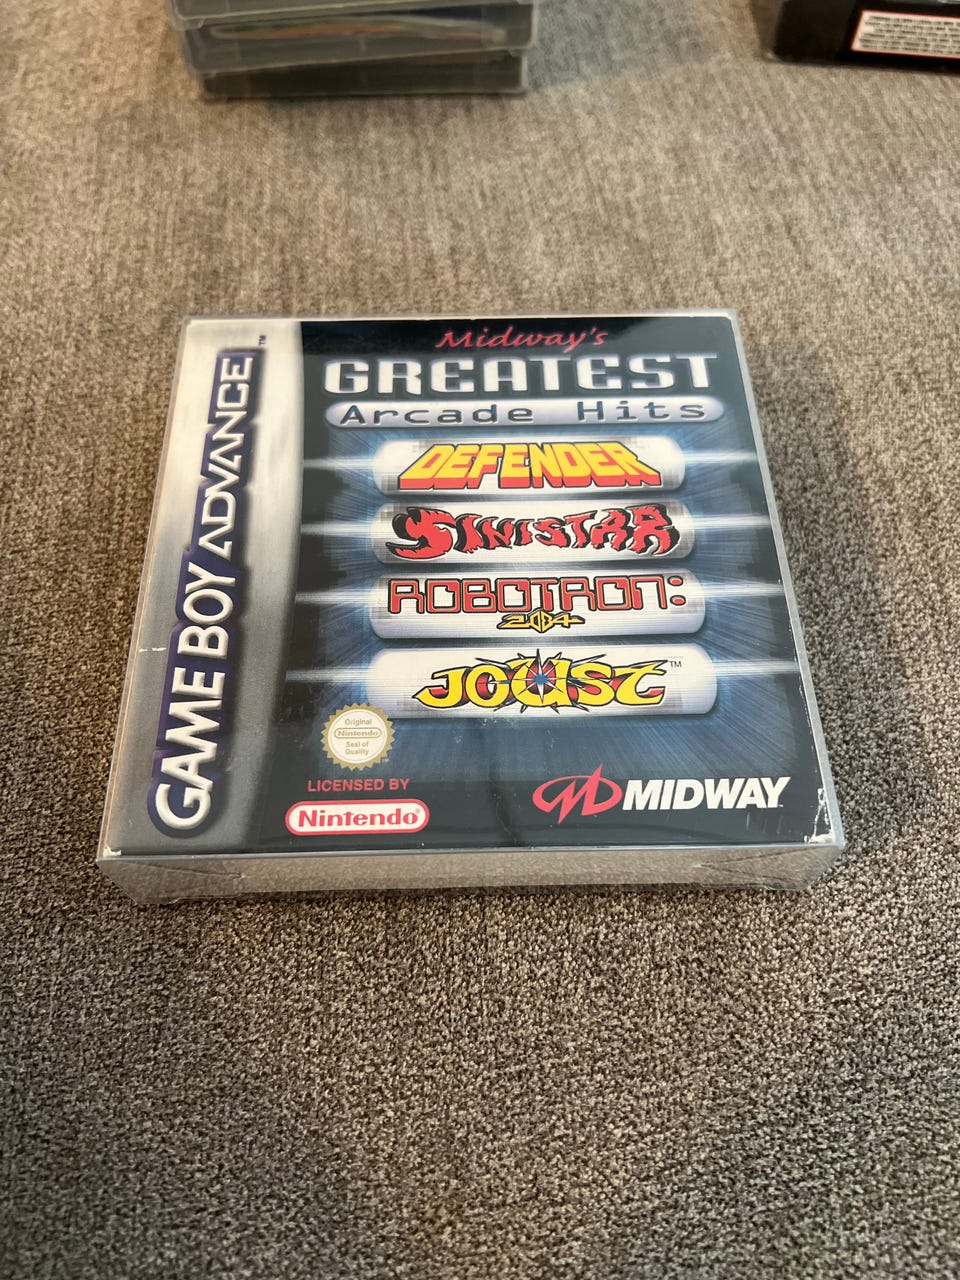 GAME BOY ADVANCE™
Midway's
GREATEST
Arcade Hits
DEFENDER
SINISTAR
ROBOTRON:
2084
JOUST™
Original
Nintendo
Seal of
Quality
TM
LICENSED BY
Nintendo®
MIDWAY